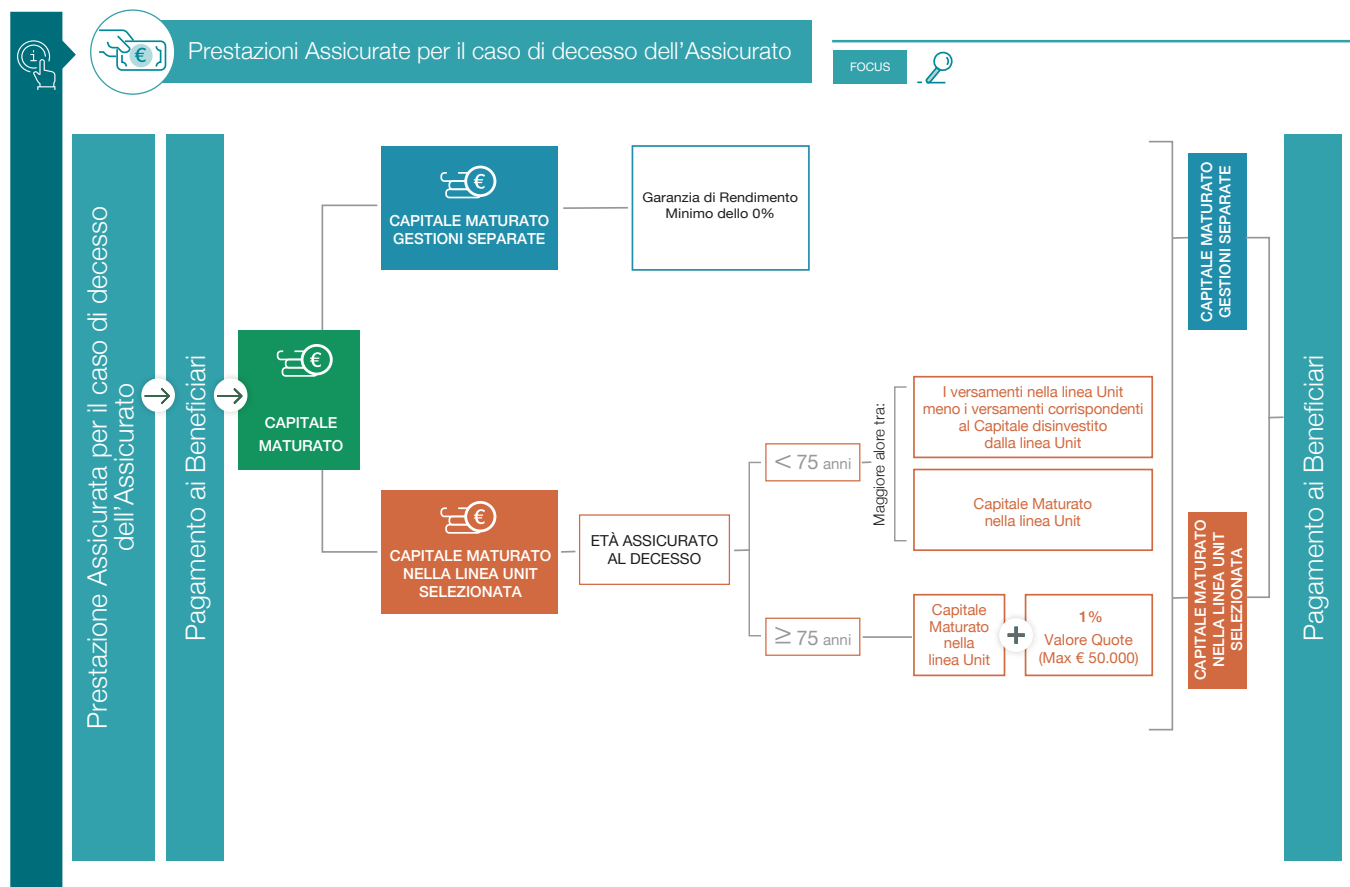 Prestazioni Assicurate per il caso di decesso dell'Assicurato
FOCUS
Prestazione Assicurata per il caso di decesso
dell'Assicurato
Pagamento ai Beneficiari
CAPITALE
MATURATO
CAPITALE MATURATO
GESTIONI SEPARATE
Garanzia di Rendimento
Minimo dello 0%
CAPITALE MATURATO
NELLA LINEA UNIT
SELEZIONATA
ETÀ ASSICURATO
AL DECESSO
< 75 anni
Maggiore alore tra:
I versamenti nella linea Unit
meno i versamenti corrispondenti
al Capitale disinvestito
dalla linea Unit
Capitale Maturato
nella linea Unit
≥ 75 anni
Capitale
Maturato
nella
linea Unit
+
1%
Valore Quote
(Max € 50.000)
CAPITALE MATURATO
GESTIONI SEPARATE
CAPITALE MATURATO
NELLA LINEA UNIT
SELEZIONATA
Pagamento ai Beneficiari